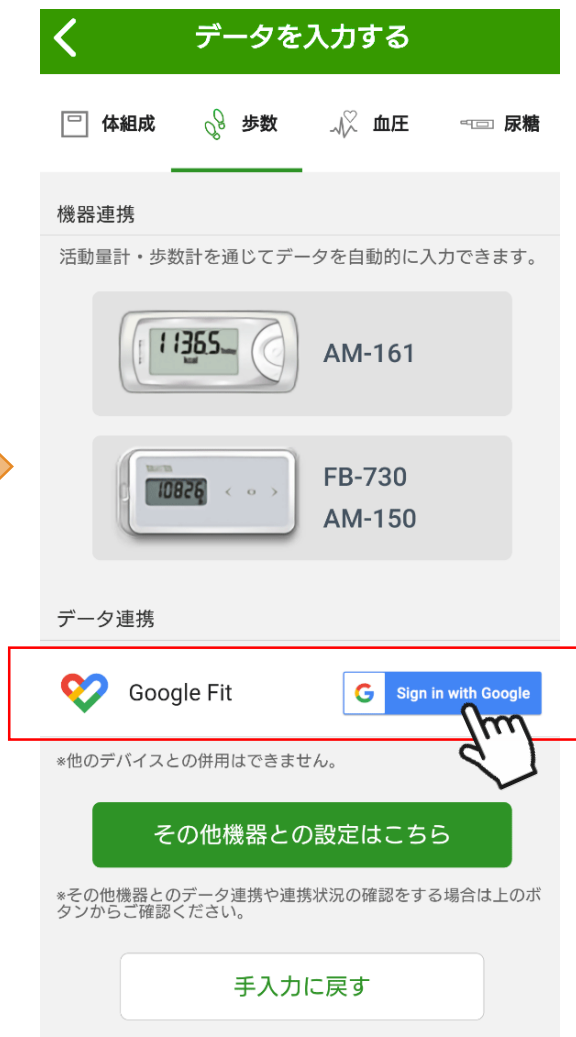 データを入力する
体組成
歩数
血圧
尿糖
機器連携
活動量計・歩数計を通じてデータを自動的に入力できます。
1136.5
kcal
AM-161
TANITA
10826
FB-730
AM-150
データ連携
Google Fit
G Sign in with Google
※他のデバイスとの併用はできません。
その他機器との設定はこちら
※その他機器とのデータ連携や連携状況の確認をする場合は上のボ
タンからご確認ください。
手入力に戻す